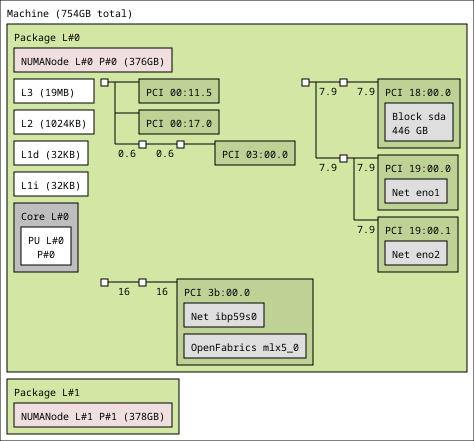 Machine (754GB total)
Package L#0
NUMANode L#0 P#0 (376GB)
L3 (19MB)
L2 (1024KB)
L1d (32KB)
L1i (32KB)
Core L#0
PU L#0
P#0
PCI 00:11.5
PCI 00:17.0
0.6
0.6
PCI 03:00.0
7.9
7.9
PCI 18:00.0
Block sda
446 GB
7.9
7.9
PCI 19:00.0
Net eno1
7.9
PCI 19:00.1
Net eno2
16
16
PCI 3b:00.0
Net ibp59s0
OpenFabrics mlx5_0
Package L#1
NUMANode L#1 P#1 (378GB)